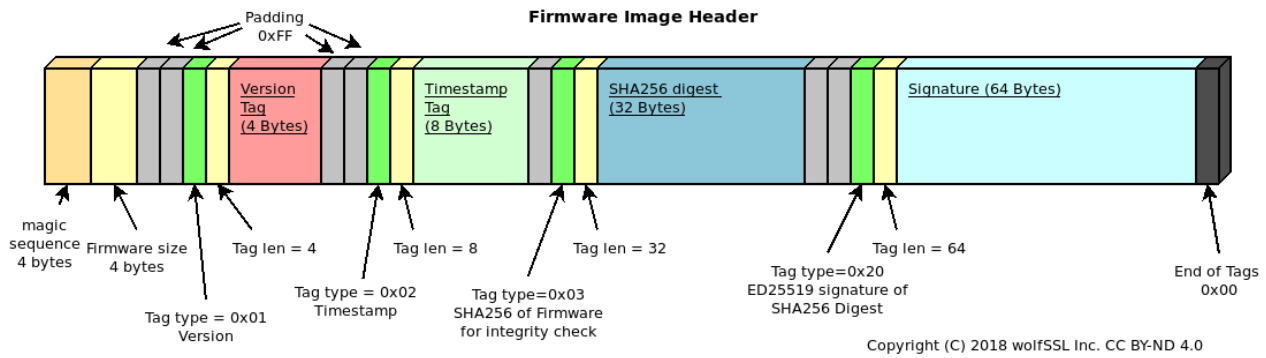 Firmware Image Header
Padding
0xFF
Version
Tag
(4 Bytes)
Timestamp
Tag
(8 Bytes)
SHA256 digest
(32 Bytes)
Signature (64 Bytes)
magic
sequence
4 bytes
Firmware size
4 bytes
Tag type = 0x01
Version
Tag len = 4
Tag type = 0x02
Timestamp
Tag len = 8
Tag type=0x03
SHA256 of Firmware
for integrity check
Tag len = 32
Tag type=0x20
ED25519 signature of
SHA256 Digest
Tag len = 64
End of Tags
0x00
Copyright (C) 2018 wolfSSL Inc. CC BY-ND 4.0